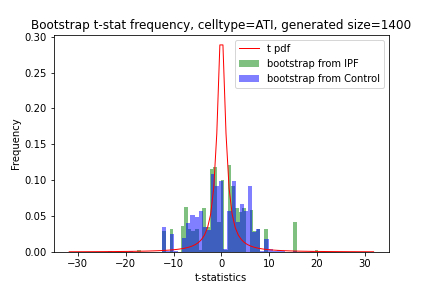 Bootstrap t-stat frequency, celltype=ATI, generated size=1400
t pdf
bootstrap from IPF
bootstrap from Control
Frequency
0.30
0.25
0.20
0.15
0.10
0.05
0.00
−30 −20 −10 0 10 20 30
t-statistics